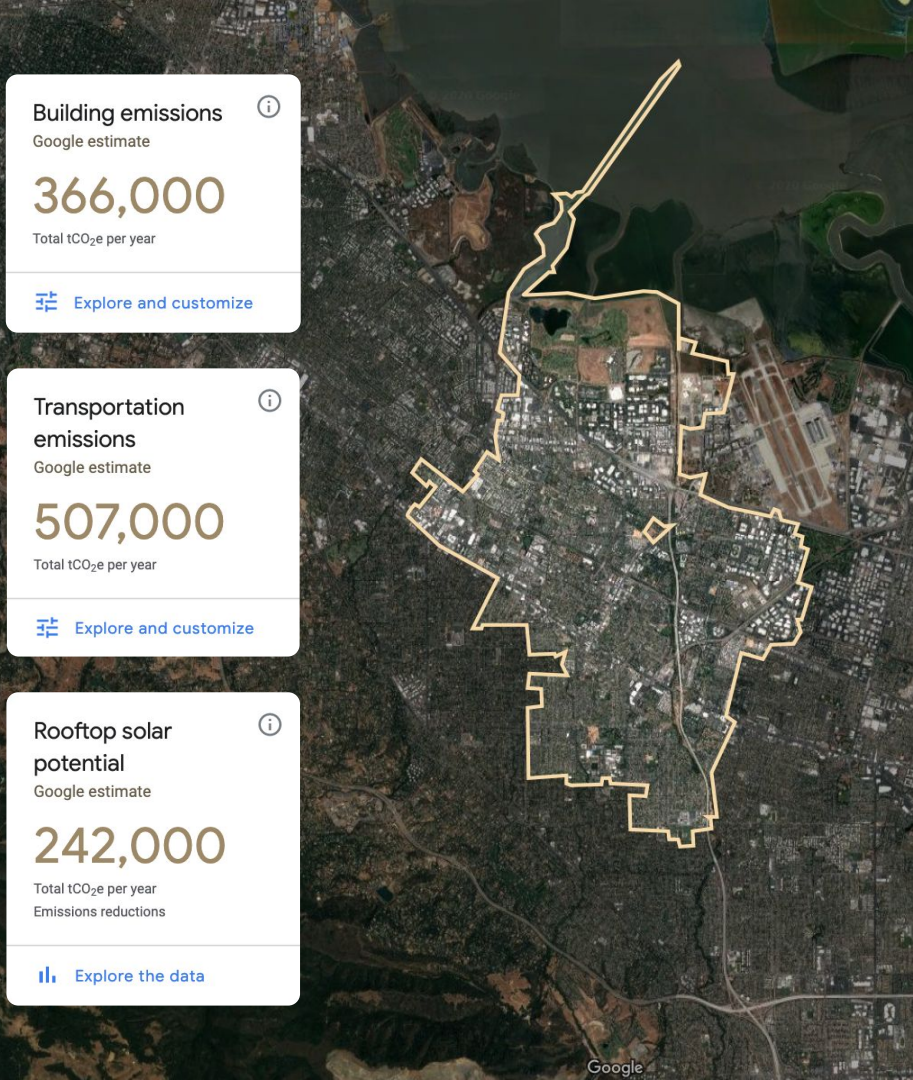 Building emissions
Google estimate
366,000
Total tCO₂e per year
Explore and customize
Transportation
emissions
Google estimate
507,000
Total tCO₂e per year
Explore and customize
Rooftop solar
potential
Google estimate
242,000
Total tCO₂e per year
Emissions reductions
Explore the data
Google